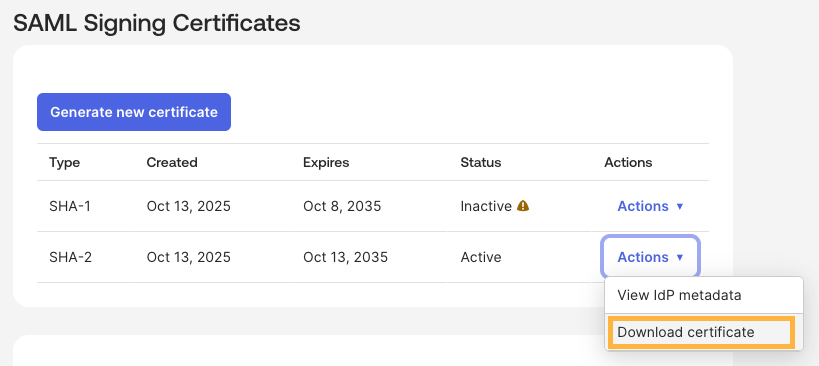 SAML Signing Certificates
Generate new certificate
Type Created Expires Status Actions
SHA-1 Oct 13, 2025 Oct 8, 2035 Inactive Actions
SHA-2 Oct 13, 2025 Oct 13, 2035 Active Actions
View IdP metadata
Download certificate